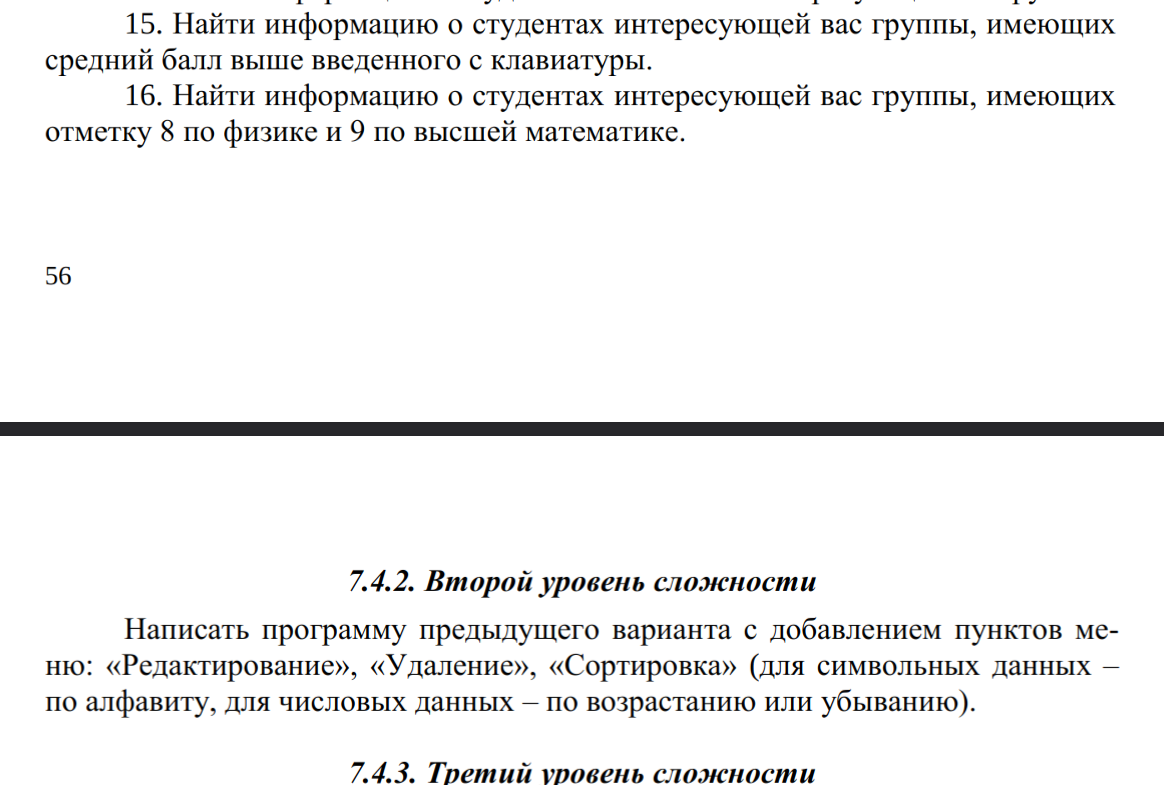 15. Найти информацию о студентах интересующей вас группы, имеющих
средний балл выше введенного с клавиатуры.
16. Найти информацию о студентах интересующей вас группы, имеющих
отметку 8 по физике и 9 по высшей математике.
56
7.4.2. Второй уровень сложности
Написать программу предыдущего варианта с добавлением пунктов ме-
ню: «Редактирование», «Удаление», «Сортировка» (для символьных данных –
по алфавиту, для числовых данных – по возрастанию или убыванию).
7.4.3. Третий уровень сложности